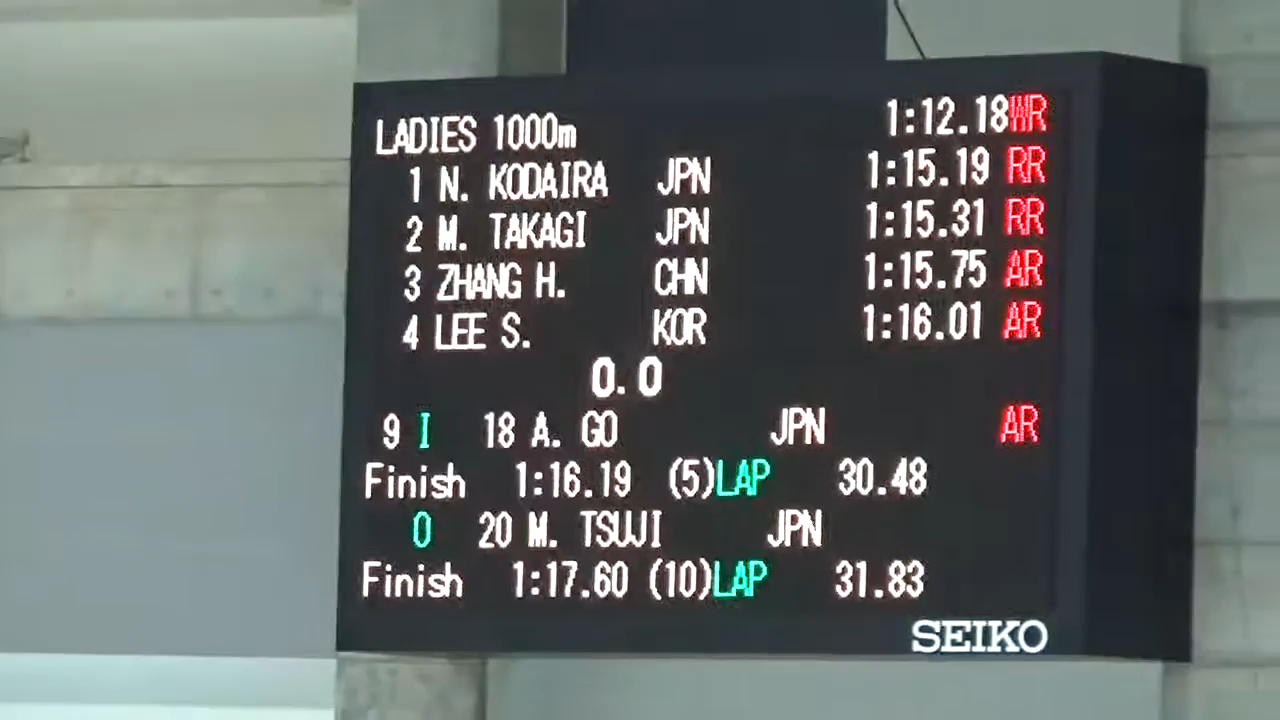 LADIES 1000m 1:12.18WR
1 N. KODAIRA JPN 1:15.19 RR
2 M. TAKAGI JPN 1:15.31 RR
3 ZHANG H. CHN 1:15.75 AR
4 LEE S. KOR 1:16.01 AR
0.0
9 I 18 A. GO JPN AR
Finish 1:16.19 (5)LAP 30.48
O 20 M. TSUJI JPN
Finish 1:17.60 (10)LAP 31.83
SEIKO